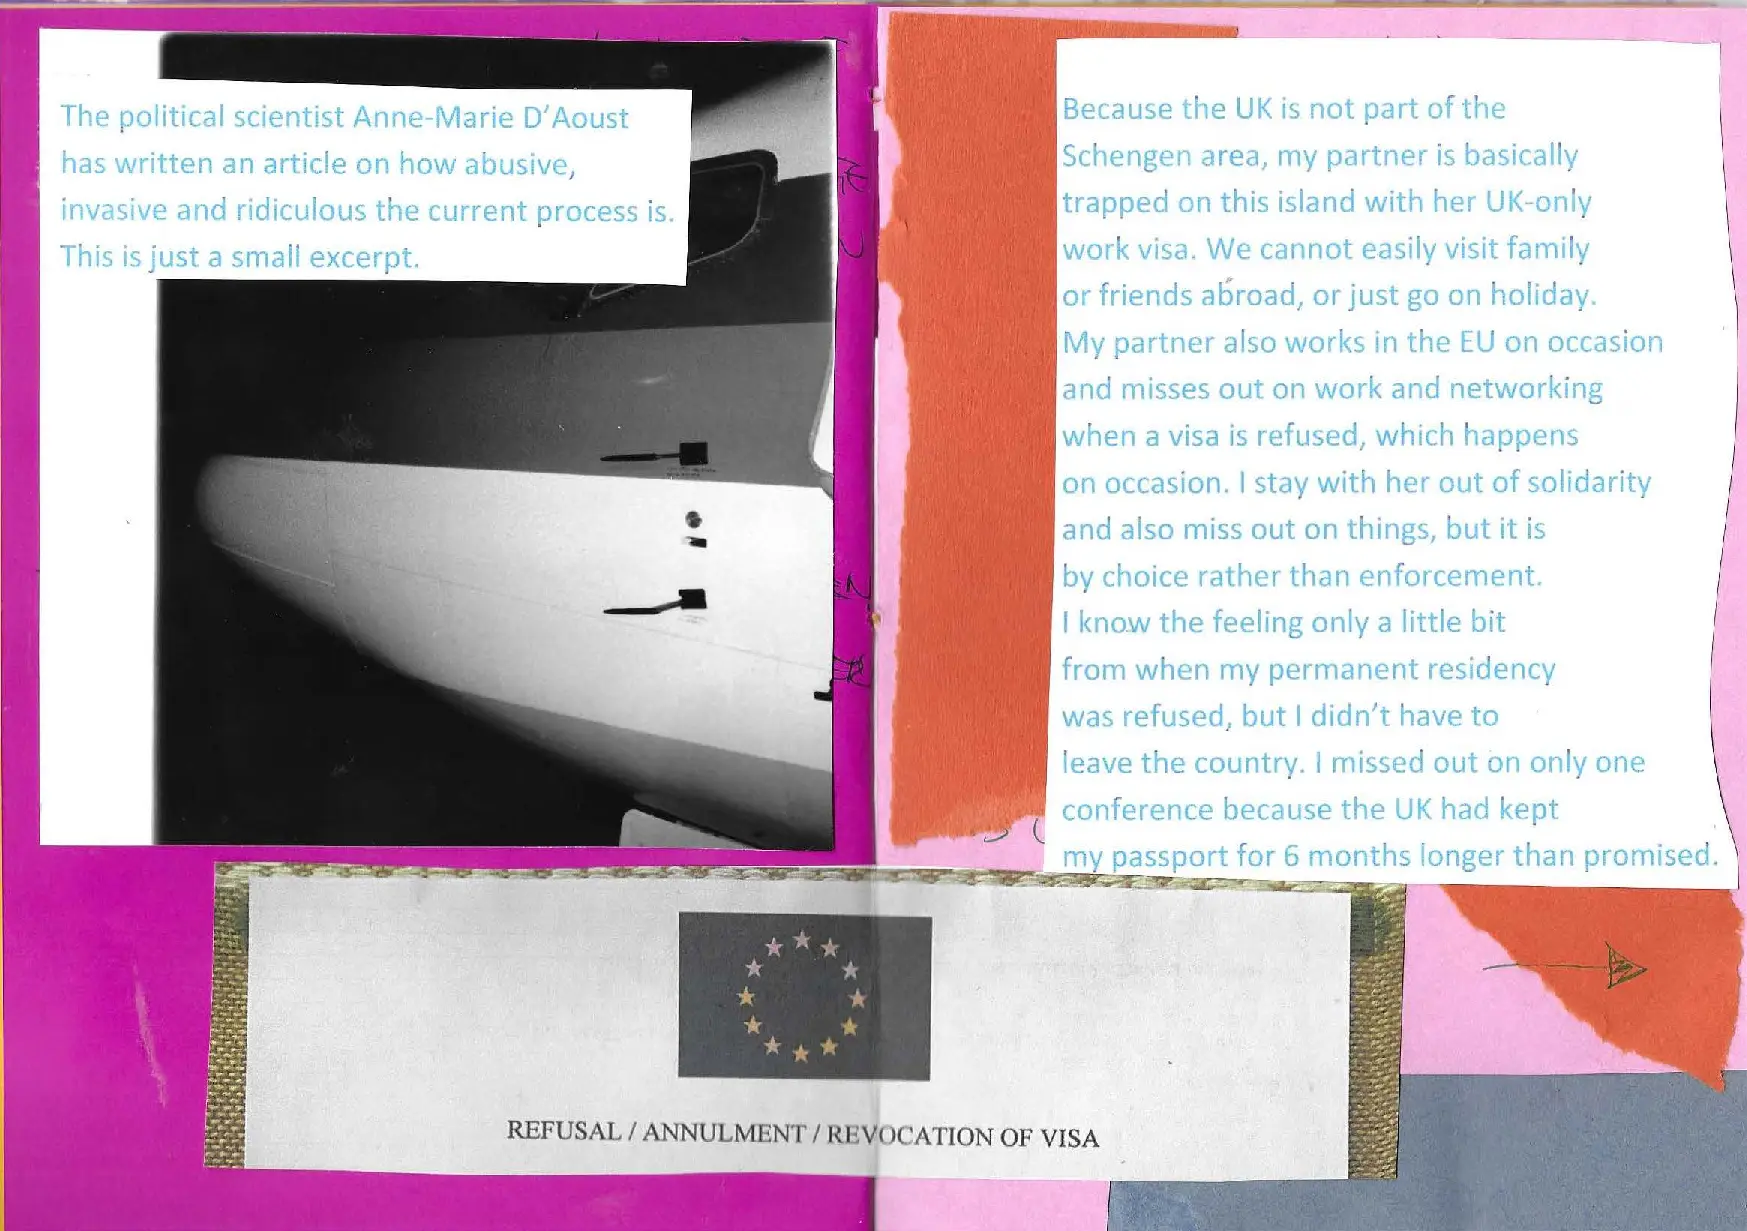 The political scientist Anne-Marie D'Aoust
has written an article on how abusive,
invasive and ridiculous the current process is.
This is just a small excerpt.
Because the UK is not part of the
Schengen area, my partner is basically
trapped on this island with her UK-only
work visa. We cannot easily visit family
or friends abroad, or just go on holiday.
My partner also works in the EU on occasion
and misses out on work and networking
when a visa is refused, which happens
on occasion. I stay with her out of solidarity
and also miss out on things, but it is
by choice rather than enforcement.
I know the feeling only a little bit
from when my permanent residency
was refused, but I didn't have to
leave the country. I missed out on only one
conference because the UK had kept
my passport for 6 months longer than promised.
REFUSAL / ANNULMENT / REVOCATION OF VISA